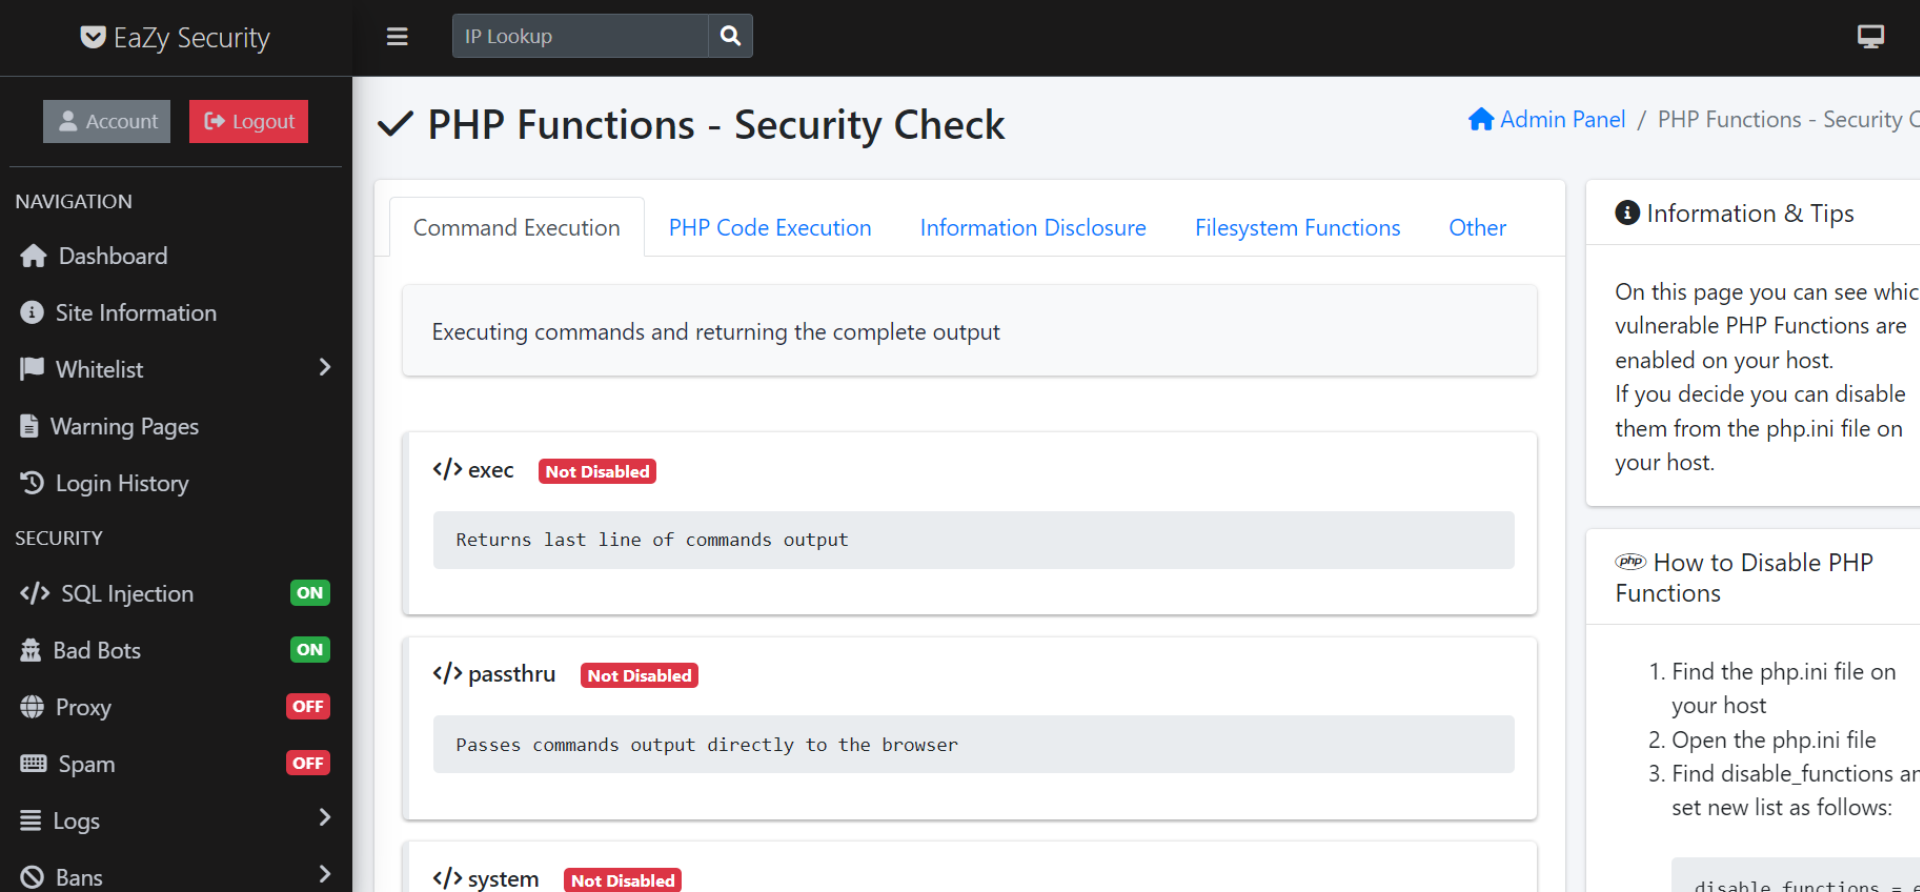 EaZy Security
IP Lookup
Account
Logout
NAVIGATION
Dashboard
Site Information
Whitelist
Warning Pages
Login History
SECURITY
SQL Injection ON
Bad Bots ON
Proxy OFF
Spam OFF
Logs
Bans
PHP Functions - Security Check
Admin Panel / PHP Functions - Security
Command Execution
PHP Code Execution
Information Disclosure
Filesystem Functions
Other
Executing commands and returning the complete output
</> exec Not Disabled
Returns last line of commands output
</> passthru Not Disabled
Passes commands output directly to the browser
</> system Not Disabled
Information & Tips
On this page you can see whic
vulnerable PHP Functions are
enabled on your host.
If you decide you can disable
them from the php.ini file on
your host.
php How to Disable PHP
Functions
1. Find the php.ini file on
your host
2. Open the php.ini file
3. Find disable_functions an
set new list as follows:
disable_functions =